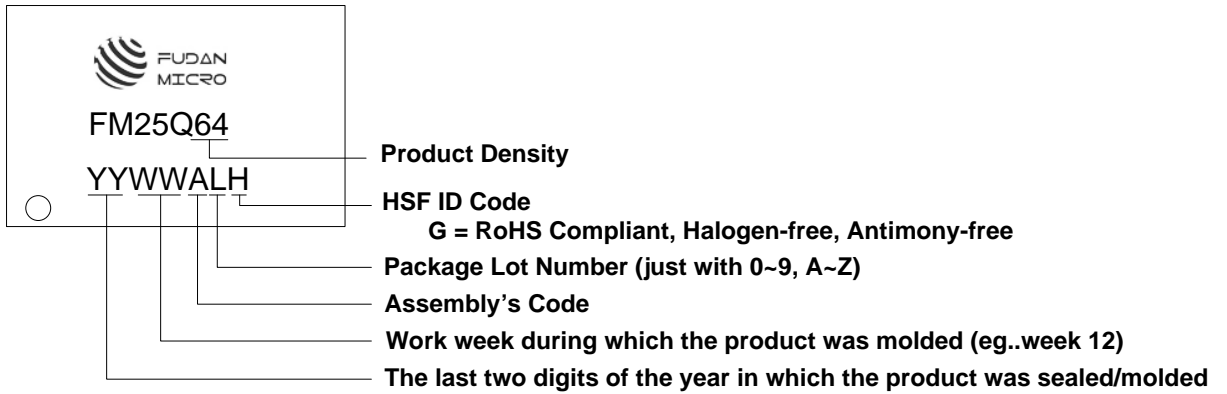 FUDAN
MICRO
FM25Q64
YYWWALH
Product Density
HSF ID Code
G = RoHS Compliant, Halogen-free, Antimony-free
Package Lot Number (just with 0~9, A~Z)
Assembly's Code
Work week during which the product was molded (eg..week 12)
The last two digits of the year in which the product was sealed/molded